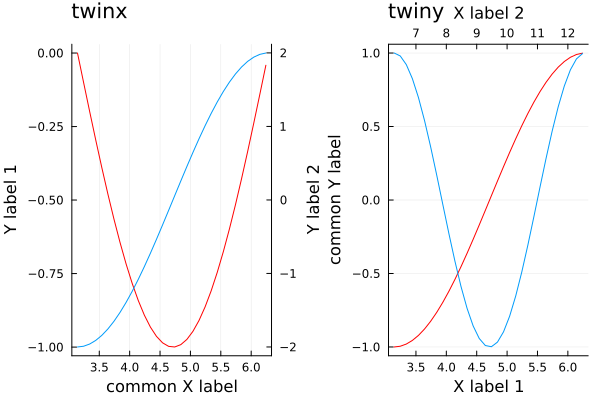 twinx
0.00
−0.25
−0.50
−0.75
−1.00
Y label 1
3.5 4.0 4.5 5.0 5.5 6.0
common X label
2
1
0
−1
−2
Y label 2
twiny
X label 2
7 8 9 10 11 12
1.0
0.5
0.0
−0.5
−1.0
common Y label
3.5 4.0 4.5 5.0 5.5 6.0
X label 1